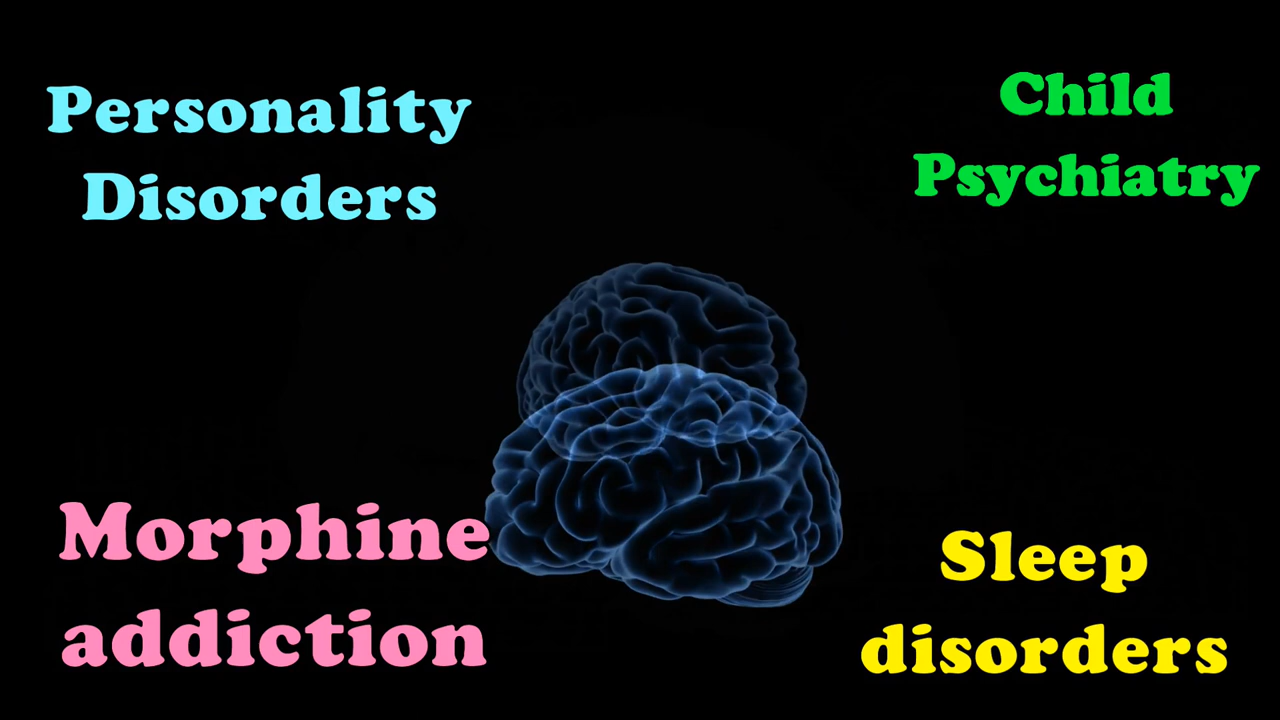 Personality
Disorders
Child
Psychiatry
Morphine
addiction
Sleep
disorders